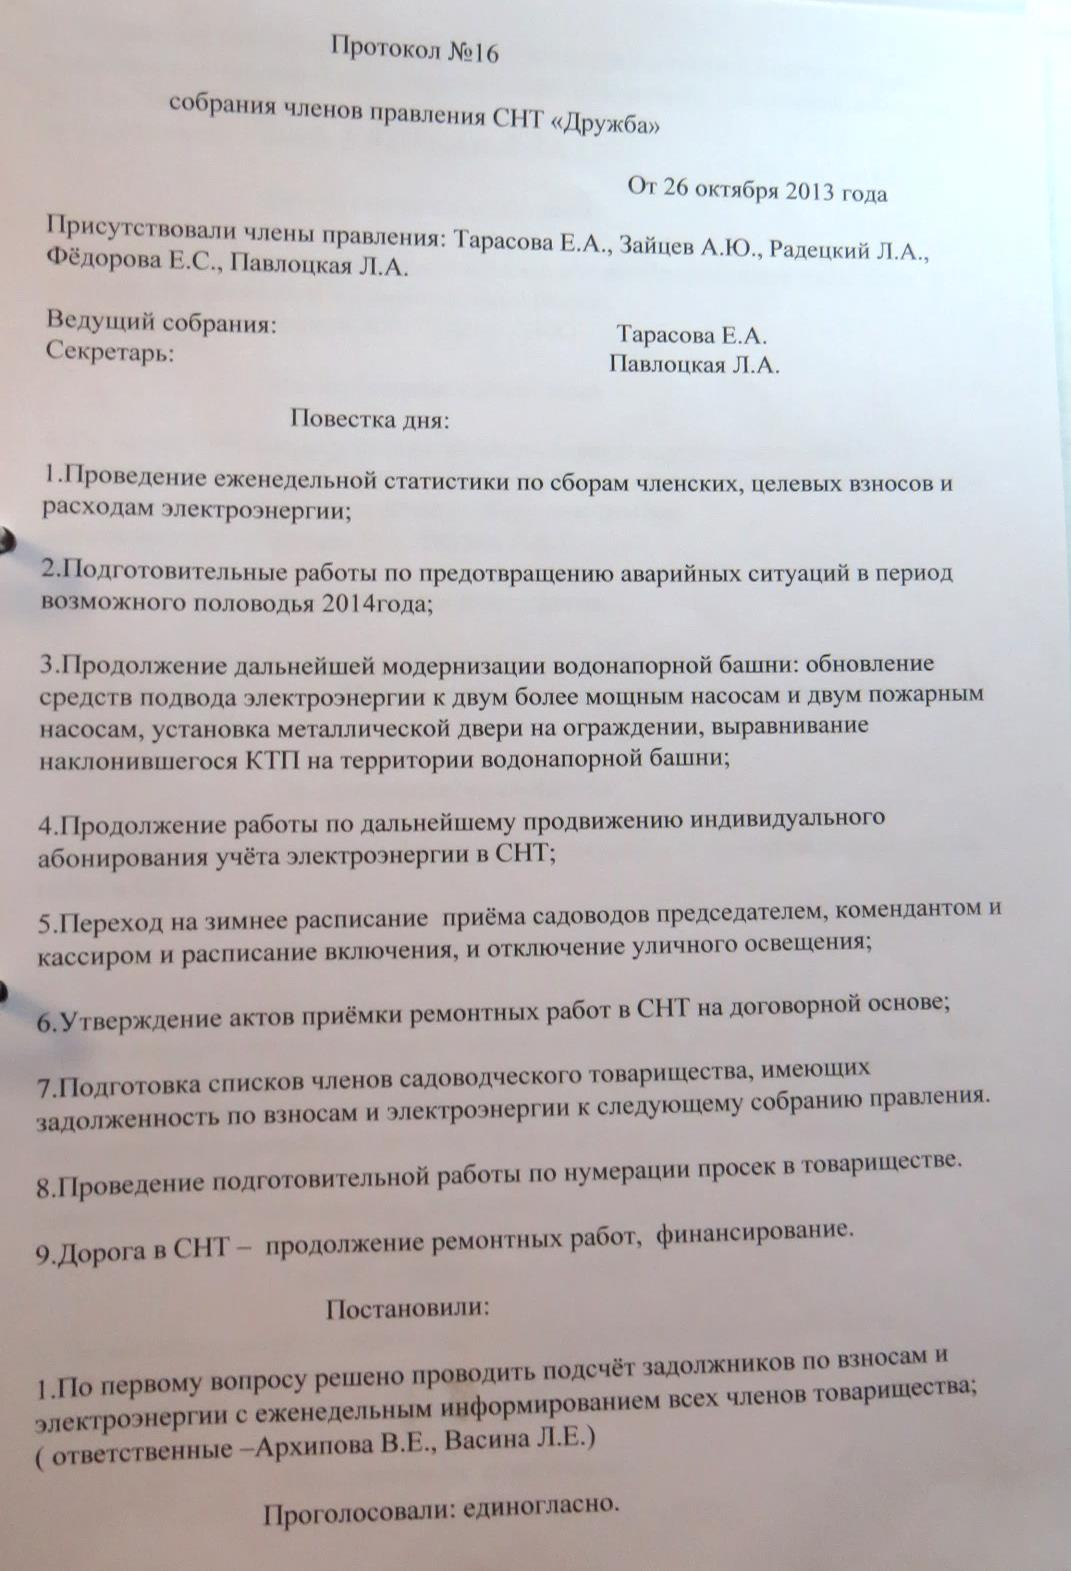 Протокол №16
собрания членов правления СНТ «Дружба»
От 26 октября 2013 года
Присутствовали члены правления: Тарасова Е.А., Зайцев А.Ю., Радецкий Л.А.,
Фёдорова Е.С., Павлоцкая Л.А.
Ведущий собрания: Тарасова Е.А.
Секретарь: Павлоцкая Л.А.
Повестка дня:
1.Проведение еженедельной статистики по сборам членских, целевых взносов и
расходам электроэнергии;
2.Подготовительные работы по предотвращению аварийных ситуаций в период
возможного половодья 2014года;
3.Продолжение дальнейшей модернизации водонапорной башни: обновление
средств подвода электроэнергии к двум более мощным насосам и двум пожарным
насосам, установка металлической двери на ограждении, выравнивание
наклонившегося КТП на территории водонапорной башни;
4.Продолжение работы по дальнейшему продвижению индивидуального
абонирования учёта электроэнергии в СНТ;
5.Переход на зимнее расписание приёма садоводов председателем, комендантом и
кассиром и расписание включения, и отключение уличного освещения;
6.Утверждение актов приёмки ремонтных работ в СНТ на договорной основе;
7.Подготовка списков членов садоводческого товарищества, имеющих
задолженность по взносам и электроэнергии к следующему собранию правления.
8.Проведение подготовительной работы по нумерации просек в товариществе.
9.Дорога в СНТ – продолжение ремонтных работ, финансирование.
Постановили:
1.По первому вопросу решено проводить подсчёт задолжников по взносам и
электроэнергии с еженедельным информированием всех членов товарищества;
( ответственные –Архипова В.Е., Васина Л.Е.)
Проголосовали: единогласно.